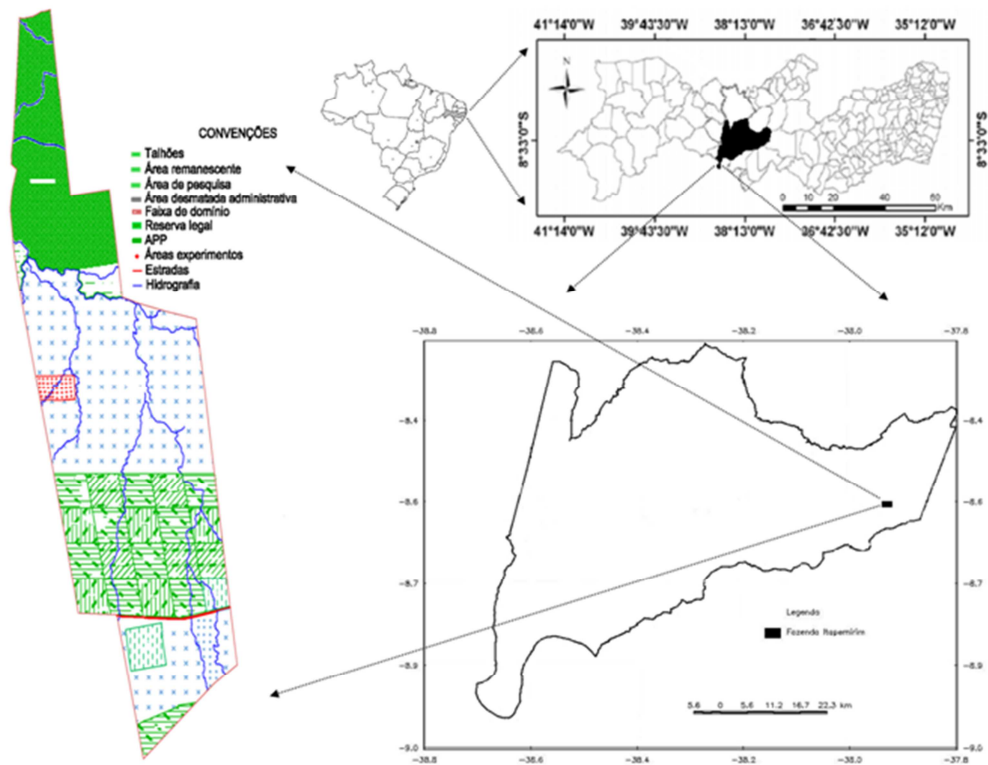 41°14'0"W 39°43'30"W 38°13'0"W 36°42'30"W 35°12'0"W
N
8°33'0"S
8°33'0"S
0 10 20 40 60
Km
41°14'0"W 39°43'30"W 38°13'0"W 36°42'30"W 35°12'0"W
CONVENÇÕES
Talhões
Área remanescente
Área de pesquisa
Área desmatada administrativa
Faixa de domínio
Reserva legal
APP
Áreas experimentos
Estradas
Hidrografia
-38.8 -38.6 -38.4 -38.2 -38.0 -37.8
-8.4 -8.4
-8.6 -8.6
-8.7 -8.7
Legenda
Fazenda Itapemirim
-8.9 -8.9
5.6 0 5.6 11.2 16.7 22.3 km
-9.0 -9.0
-38.8 -38.6 -38.4 -38.2 -38.0 -37.8